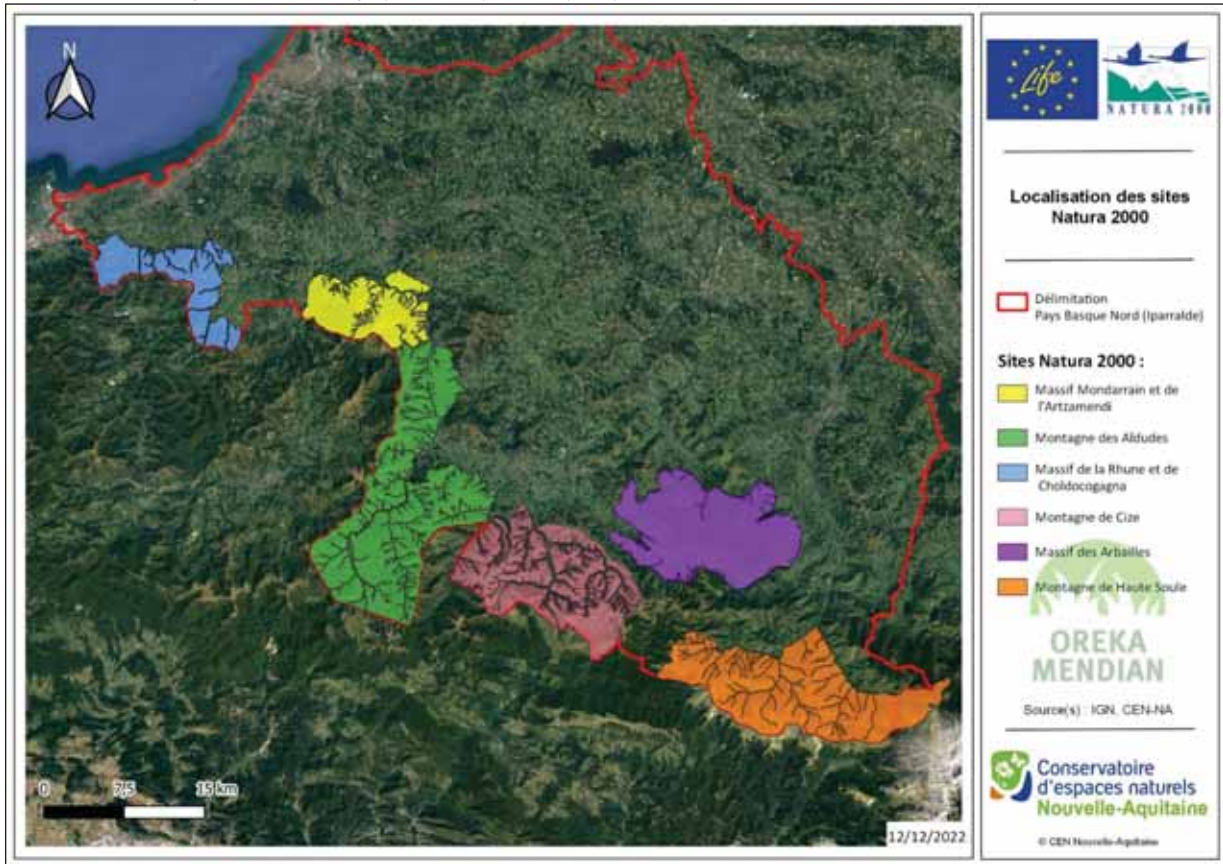 N
0 7,5 15 km
12/12/2022
Life
NATURA 2000
Localisation des sites
Natura 2000
Délimitation
Pays Basque Nord (Iparralde)
Sites Natura 2000 :
Massif Mondarrain et de
l'Artzamendi
Montagne des Aldudes
Massif de la Rhune et de
Choldocogagna
Montagne de Cize
Massif des Arbailles
Montagne de Haute Soule
OREKA
MENDIAN
Source(s) : IGN, CEN-NA
Conservatoire
d'espaces naturels
Nouvelle-Aquitaine
© CEN Nouvelle-Aquitaine